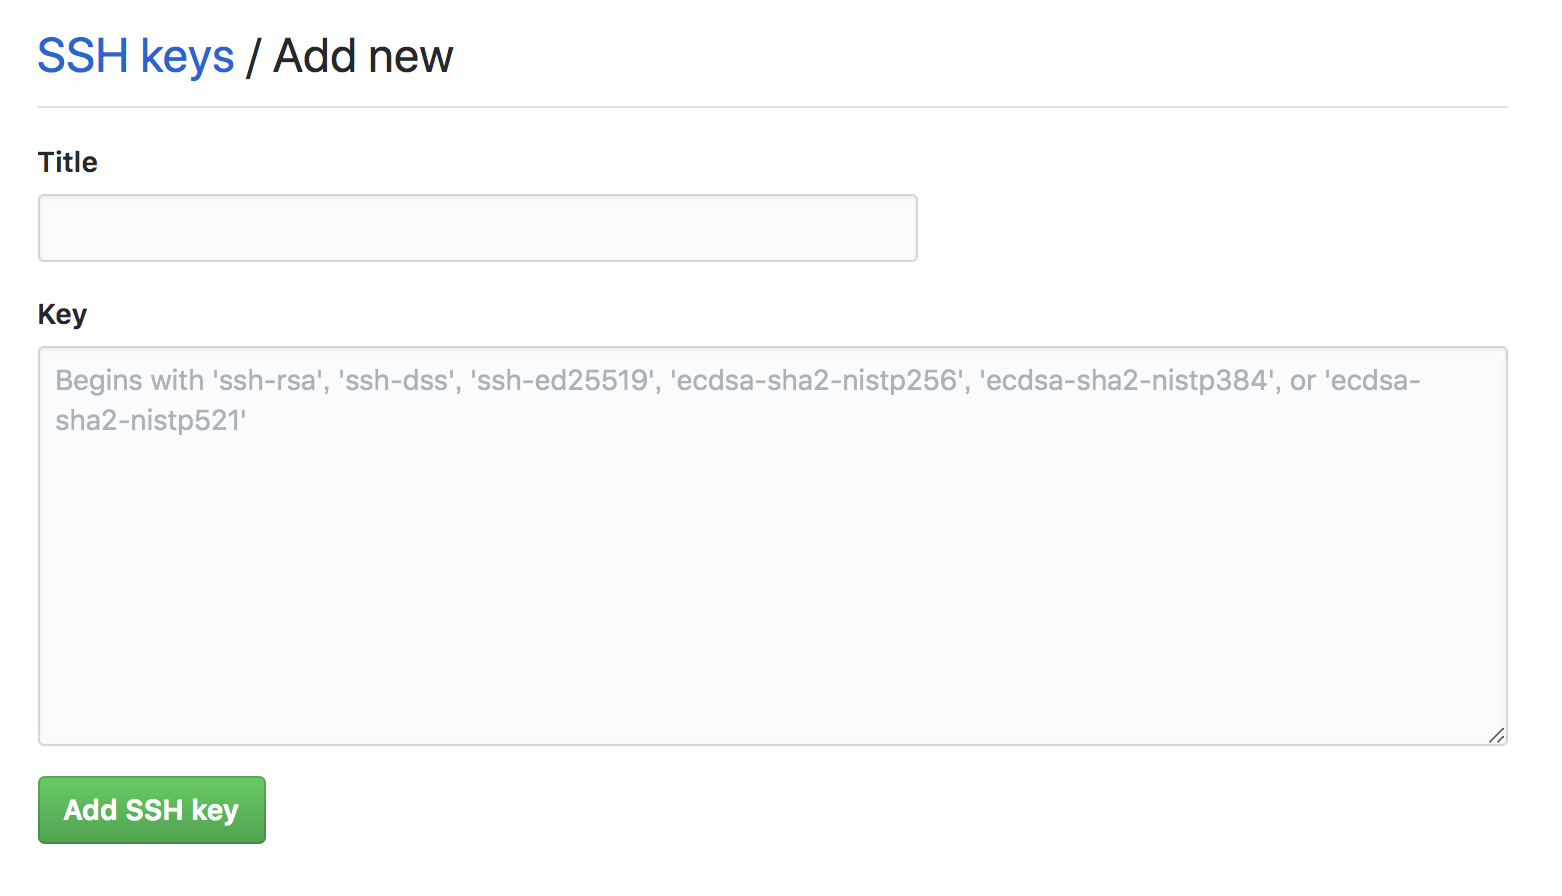 SSH keys / Add new
Title
Key
Begins with 'ssh-rsa', 'ssh-dss', 'ssh-ed25519', 'ecdsa-sha2-nistp256', 'ecdsa-sha2-nistp384', or 'ecdsa-
sha2-nistp521'
Add SSH key